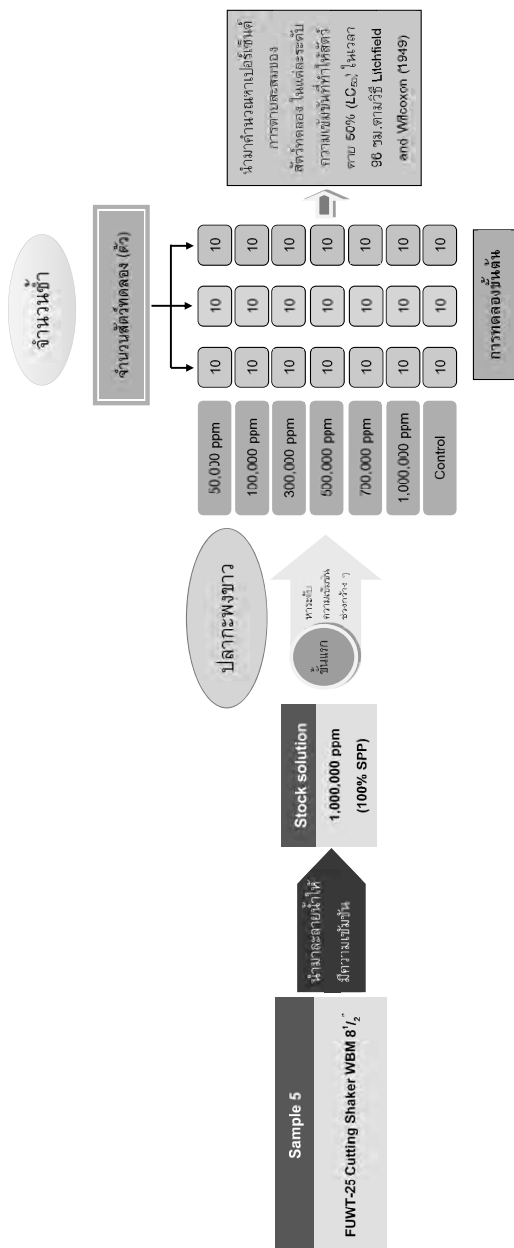 Sample 5
FUWT-25 Cutting Shaker WBM 8 1/2"
นำมาละลายน้ำให้
มีความเข้มข้น
Stock solution
1,000,000 ppm
(100% SPP)
ปลากะพงขาว
ขั้นแรก
หาระดับ
ความเข้มข้น
ช่วงกว้าง ๆ
จำนวนซ้ำ
จำนวนสัตว์ทดลอง (ตัว)
50,000 ppm 10 10 10
100,000 ppm 10 10 10
300,000 ppm 10 10 10
500,000 ppm 10 10 10
700,000 ppm 10 10 10
1,000,000 ppm 10 10 10
Control 10 10 10
การทดลองขั้นต้น
นำมาคำนวณหาเปอร์เซ็นต์
การตายสะสมของ
สัตว์ทดลอง ในแต่ละระดับ
ความเข้มข้นที่ทำให้สัตว์
ตาย 50% (LC50) ในเวลา
96 ชม.ตามวิธี Litchfield
and Wilcoxon (1949)